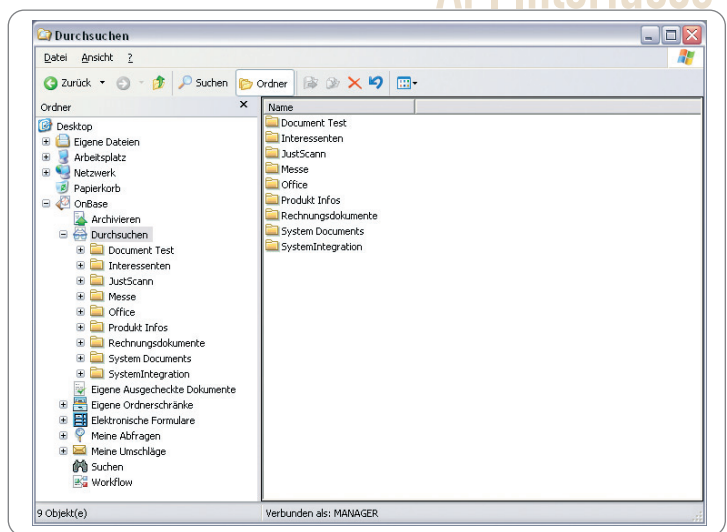 Durchsuchen
Datei Ansicht ?
Zurück Suchen Ordner
Ordner x
Desktop
Eigene Dateien
Arbeitsplatz
Netzwerk
Papierkorb
OnBase
Archivieren
Durchsuchen
Document Test
Interessenten
JustScann
Messe
Office
Produkt Infos
Rechnungsdokumente
System Documents
SystemIntegration
Eigene Ausgecheckte Dokumente
Eigene Ordnerschränke
Elektronische Formulare
Meine Abfragen
Meine Umschläge
Suchen
Workflow
Name
Document Test
Interessenten
JustScann
Messe
Office
Produkt Infos
Rechnungsdokumente
System Documents
SystemIntegration
9 Objekt(e)
Verbunden als: MANAGER